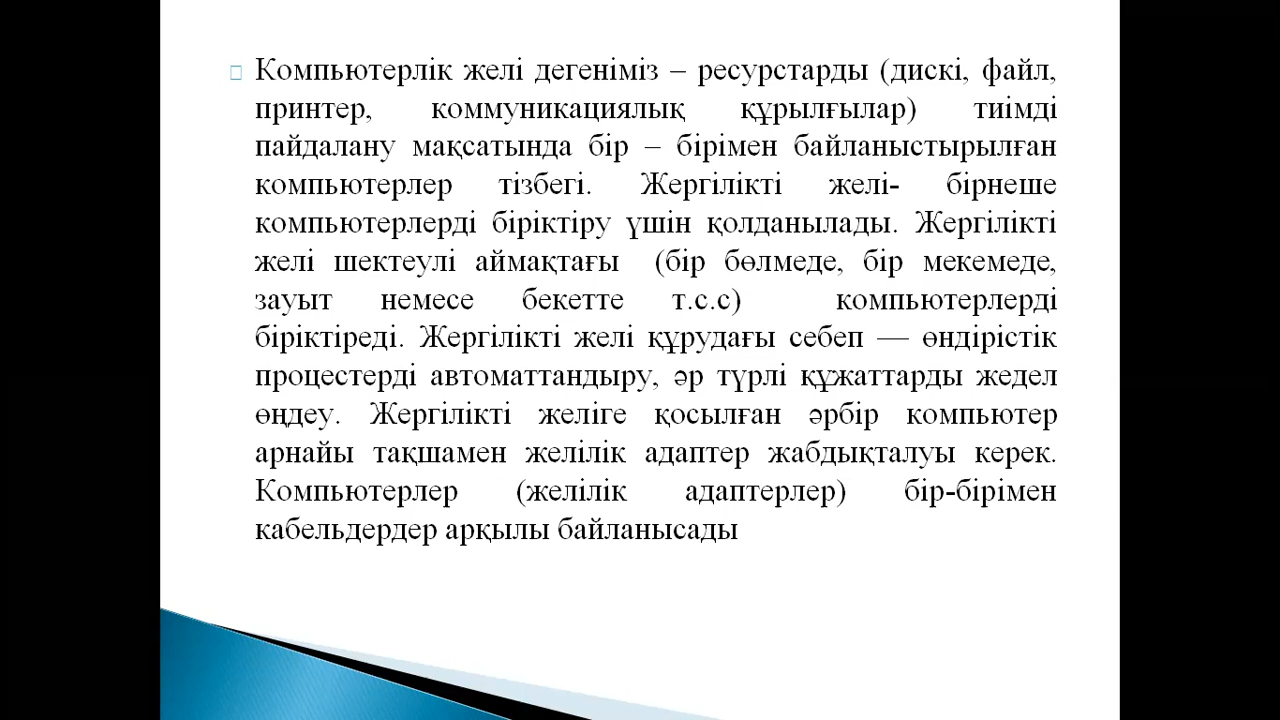 Компьютерлік желі дегеніміз – ресурстарды (дискі, файл,
принтер, коммуникациялық құрылғылар) тиімді
пайдалану мақсатында бір – бірімен байланыстырылған
компьютерлер тізбегі. Жергілікті желі- бірнеше
компьютерлерді біріктіру үшін қолданылады. Жергілікті
желі шектеулі аймақтағы (бір бөлмеде, бір мекемеде,
зауыт немесе бекетте т.с.с) компьютерлерді
біріктіреді. Жергілікті желі құрудағы себеп — өндірістік
процестерді автоматтандыру, әр түрлі құжаттарды жедел
өңдеу. Жергілікті желіге қосылған әрбір компьютер
арнайы тақшамен желілік адаптер жабдықталуы керек.
Компьютерлер (желілік адаптерлер) бір-бірімен
кабельдердер арқылы байланысады